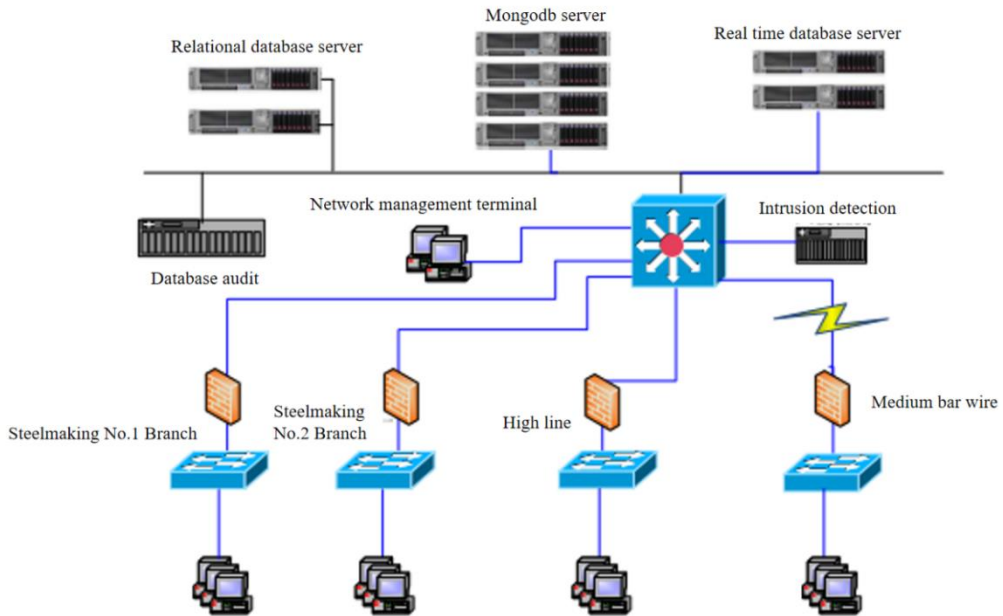 Mongodb server
Relational database server
Real time database server
Network management terminal
Intrusion detection
Database audit
Steelmaking No.1 Branch
Steelmaking
No.2 Branch
High line
Medium bar wire